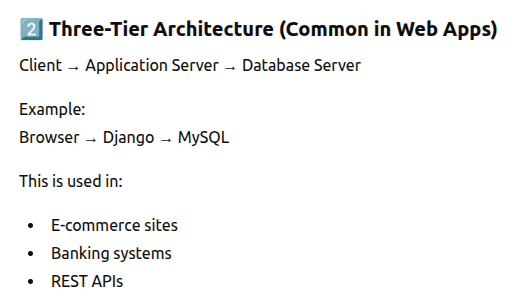 2️⃣ Three-Tier Architecture (Common in Web Apps)
Client → Application Server → Database Server
Example:
Browser → Django → MySQL
This is used in:
• E-commerce sites
• Banking systems
• REST APIs